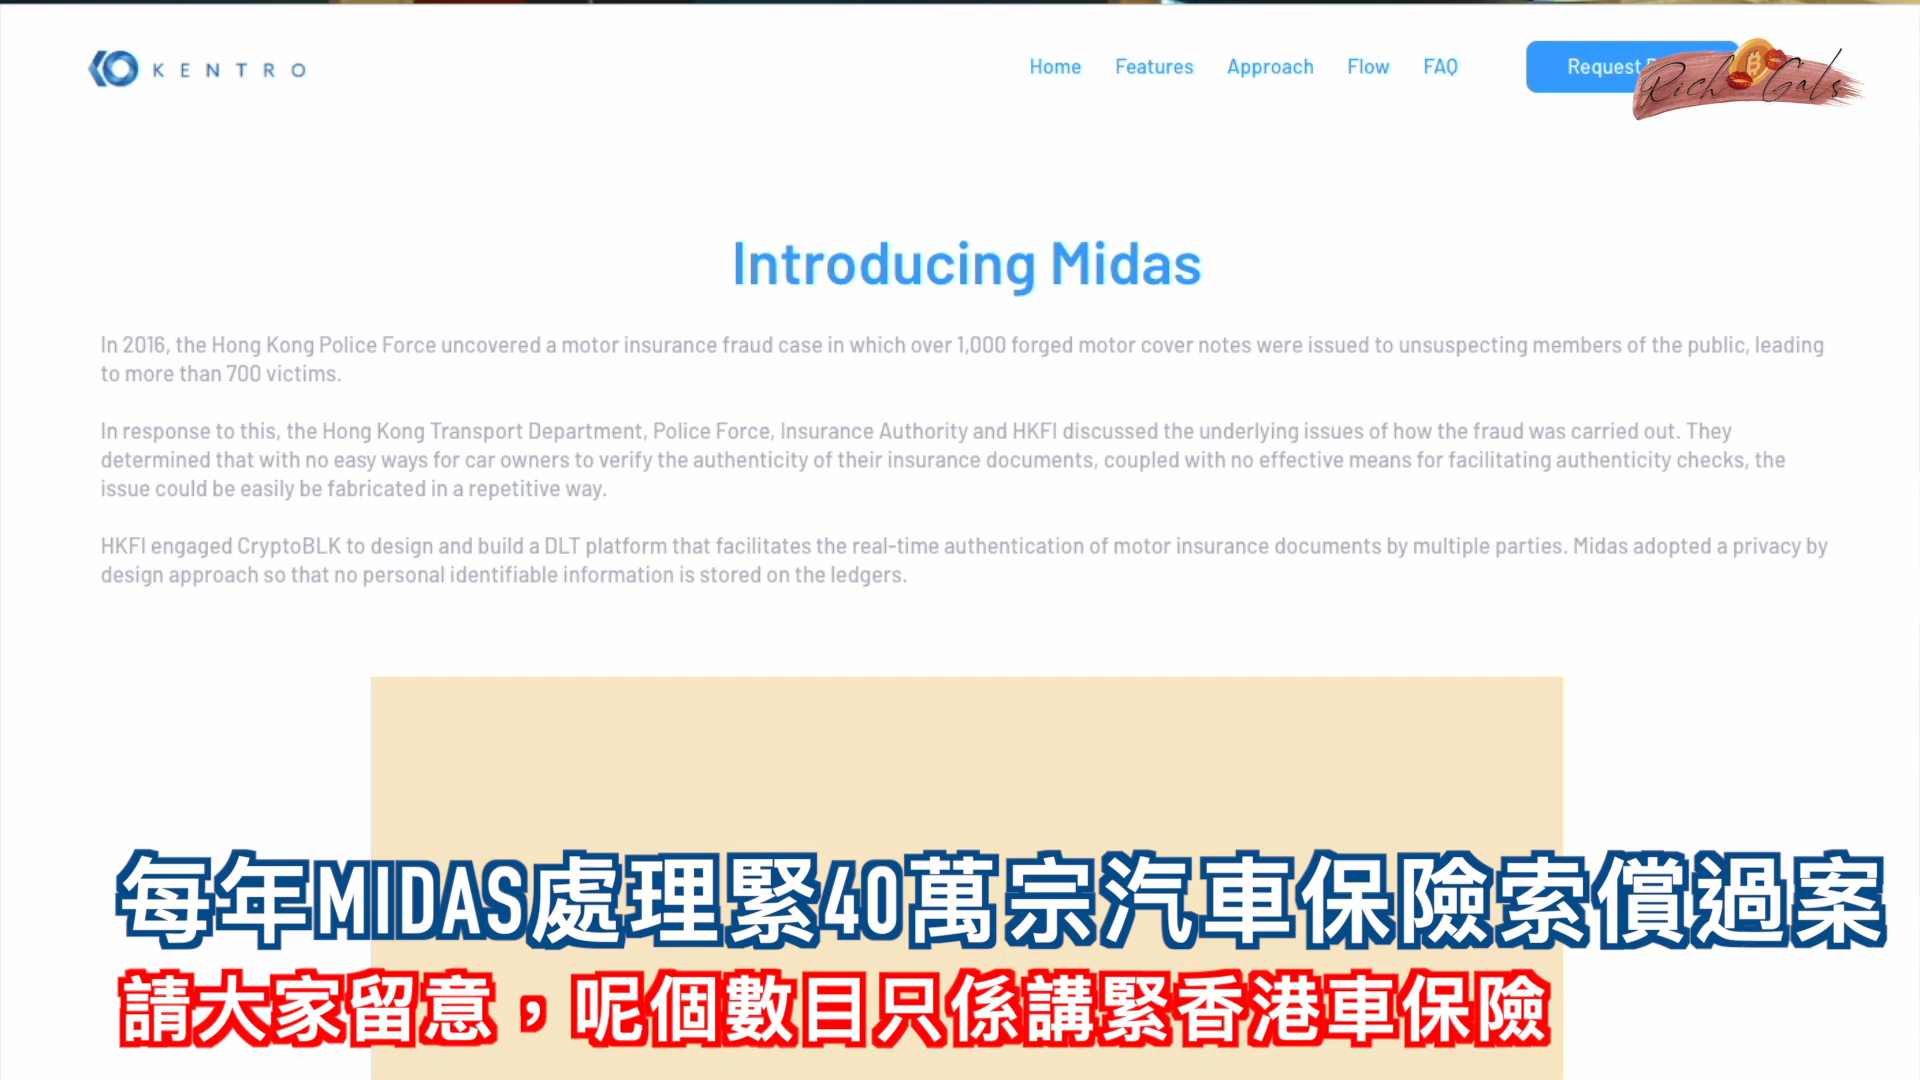 KENTRO
Home Features Approach Flow FAQ Request
Rich Gals
Introducing Midas
In 2016, the Hong Kong Police Force uncovered a motor insurance fraud case in which over 1,000 forged motor cover notes were issued to unsuspecting members of the public, leading
to more than 700 victims.
In response to this, the Hong Kong Transport Department, Police Force, Insurance Authority and HKFI discussed the underlying issues of how the fraud was carried out. They
determined that with no easy ways for car owners to verify the authenticity of their insurance documents, coupled with no effective means for facilitating authenticity checks, the
issue could be easily be fabricated in a repetitive way.
HKFI engaged CryptoBLK to design and build a DLT platform that facilitates the real-time authentication of motor insurance documents by multiple parties. Midas adopted a privacy by
design approach so that no personal identifiable information is stored on the ledgers.
每年MIDAS處理緊40萬宗汽車保險索償過案
請大家留意，呢個數目只係講緊香港車保險